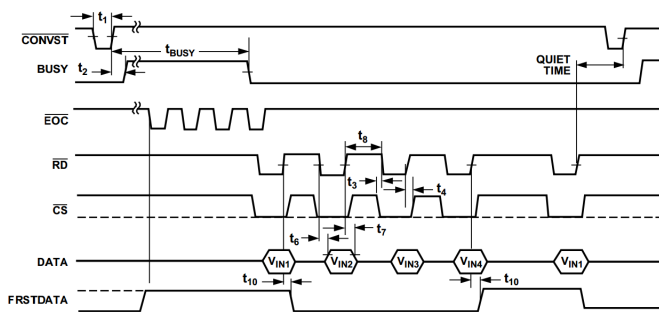 t1
CONVST
tBUSY
QUIET
TIME
BUSY
t2
EOC
t8
RD
t3
t4
CS
t6
t7
DATA
VIN1
VIN2
VIN3
VIN4
VIN1
t10
t10
FRSTDATA